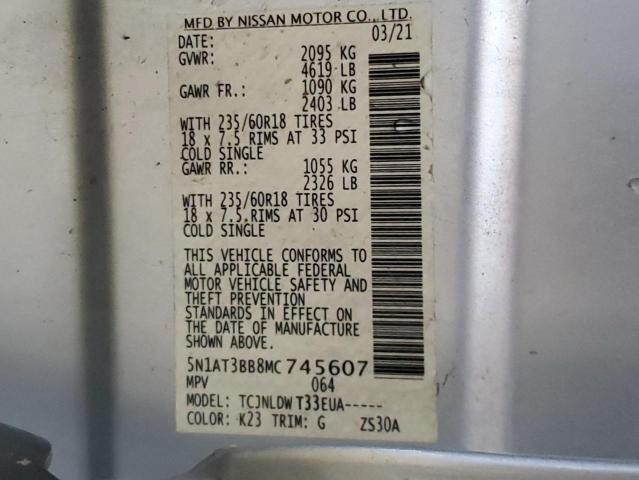 MFD BY NISSAN MOTOR CO.,LTD.
DATE: 03/21
GVWR: 2095 KG
4619 LB
GAWR FR.: 1090 KG
2403 LB
WITH 235/60R18 TIRES
18 x 7.5 RIMS AT 33 PSI
COLD SINGLE
GAWR RR.: 1055 KG
2326 LB
WITH 235/60R18 TIRES
18 x 7.5 RIMS AT 30 PSI
COLD SINGLE
THIS VEHICLE CONFORMS TO
ALL APPLICABLE FEDERAL
MOTOR VEHICLE SAFETY AND
THEFT PREVENTION
STANDARDS IN EFFECT ON
THE DATE OF MANUFACTURE
SHOWN ABOVE.
5N1AT3BB8MC745607
MPV 064
MODEL: TCJNLDW T33EUA-----
COLOR: K23 TRIM: G ZS30A